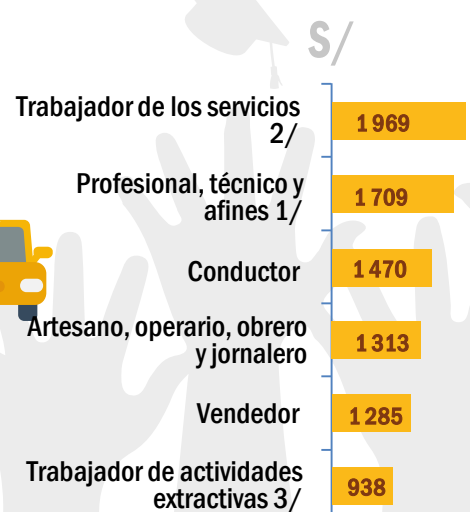 S/
Trabajador de los servicios
2/
1 969
Profesional, técnico y
afines 1/
1 709
Conductor
1 470
Artesano, operario, obrero
y jornalero
1 313
Vendedor
1 285
Trabajador de actividades
extractivas 3/
938